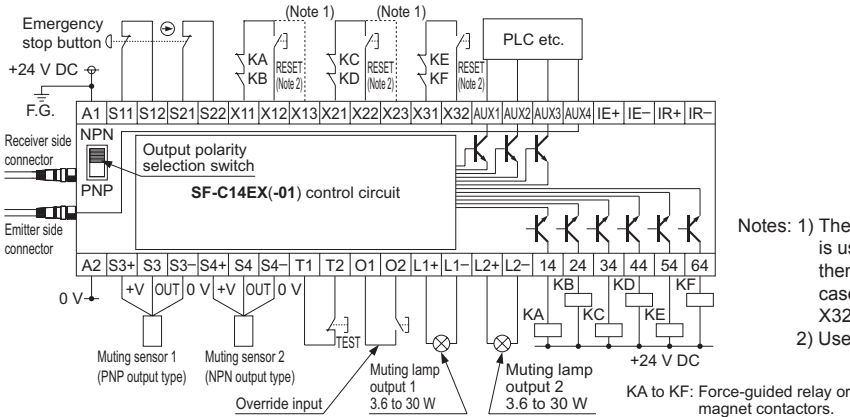 Emergency
stop button
+24 V DC
F.G.
(Note 1)
(Note 1)
KA
KB
RESET
(Note 2)
KC
KD
RESET
(Note 2)
KE
KF
RESET
(Note 2)
PLC etc.
A1 S11 S12 S21 S22 X11 X12 X13 X21 X22 X23 X31 X32 AUX1 AUX2 AUX3 AUX4 IE+ IE– IR+ IR–
Receiver side
connector
NPN
PNP
Output polarity
selection switch
SF-C14EX(-01) control circuit
Emitter side
connector
A2 S3+ S3 S3– S4+ S4 S4– T1 T2 O1 O2 L1+ L1– L2+ L2– 14 24 34 44 54 64
0 V
+V OUT 0 V +V OUT 0 V
TEST
KA
KB
KC
KD
KE
KF
+24 V DC
Muting sensor 1
(PNP output type)
Muting sensor 2
(NPN output type)
Override input
Muting lamp
output 1
3.6 to 30 W
Muting lamp
output 2
3.6 to 30 W
KA to KF: Force-guided relay or
magnet contactors.
Notes: 1) The
is us
then
case
X32
2) Use